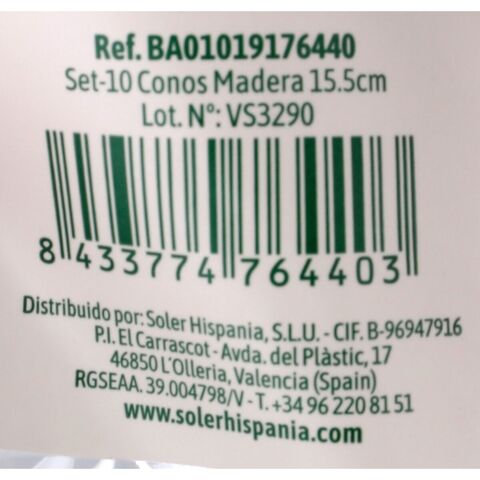 Ref. BA01019176440
Set-10 Conos Madera 15.5cm
Lot. N°: VS3290
8 433774 764403
Distribuido por: Soler Hispania, S.L.U. - CIF. B-96947916
P.I. El Carrascot - Avda. del Plàstic, 17
46850 L'Olleria, Valencia (Spain)
RGSEAA. 39.004798/V - T. +34 96 220 81 51
www.solerhispania.com